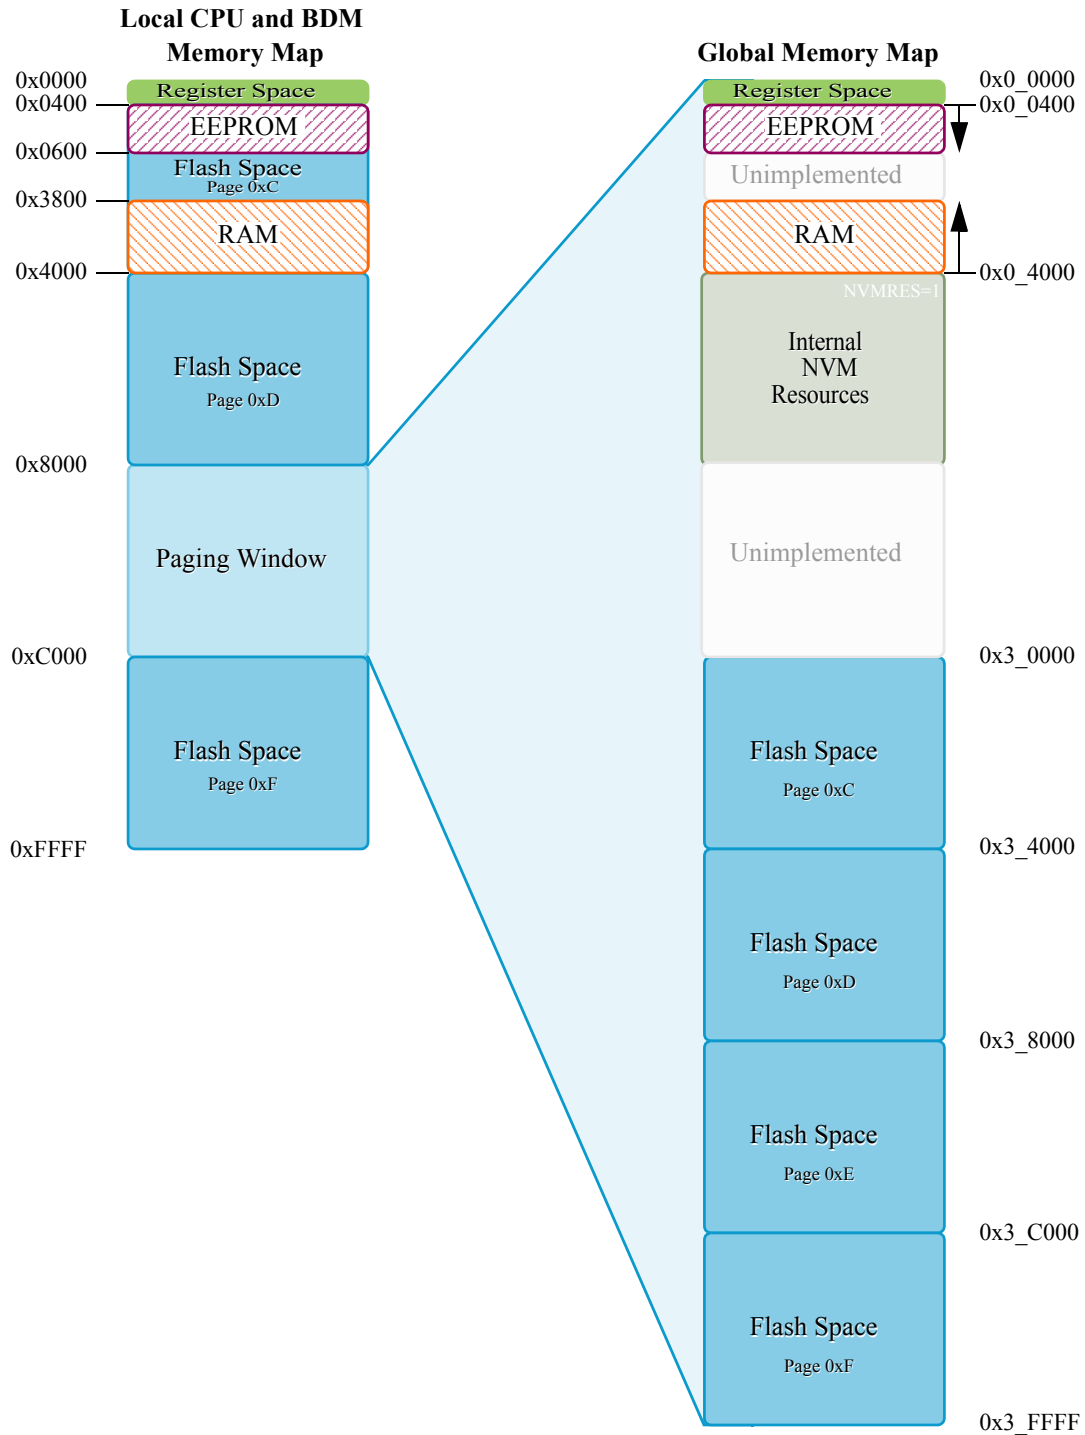 Local CPU and BDM
Memory Map
0x0000
0x0400
0x0600
0x3800
0x4000
0x8000
0xC000
0xFFFF
Register Space
EEPROM
Flash Space
Page 0xC
RAM
Flash Space
Page 0xD
Paging Window
Flash Space
Page 0xF
Global Memory Map
Register Space
EEPROM
Unimplemented
RAM
NVMRES=1
Internal
NVM
Resources
Unimplemented
Flash Space
Page 0xC
Flash Space
Page 0xD
Flash Space
Page 0xE
Flash Space
Page 0xF
0x0_0000
0x0_0400
0x0_4000
0x3_0000
0x3_4000
0x3_8000
0x3_C000
0x3_FFFF